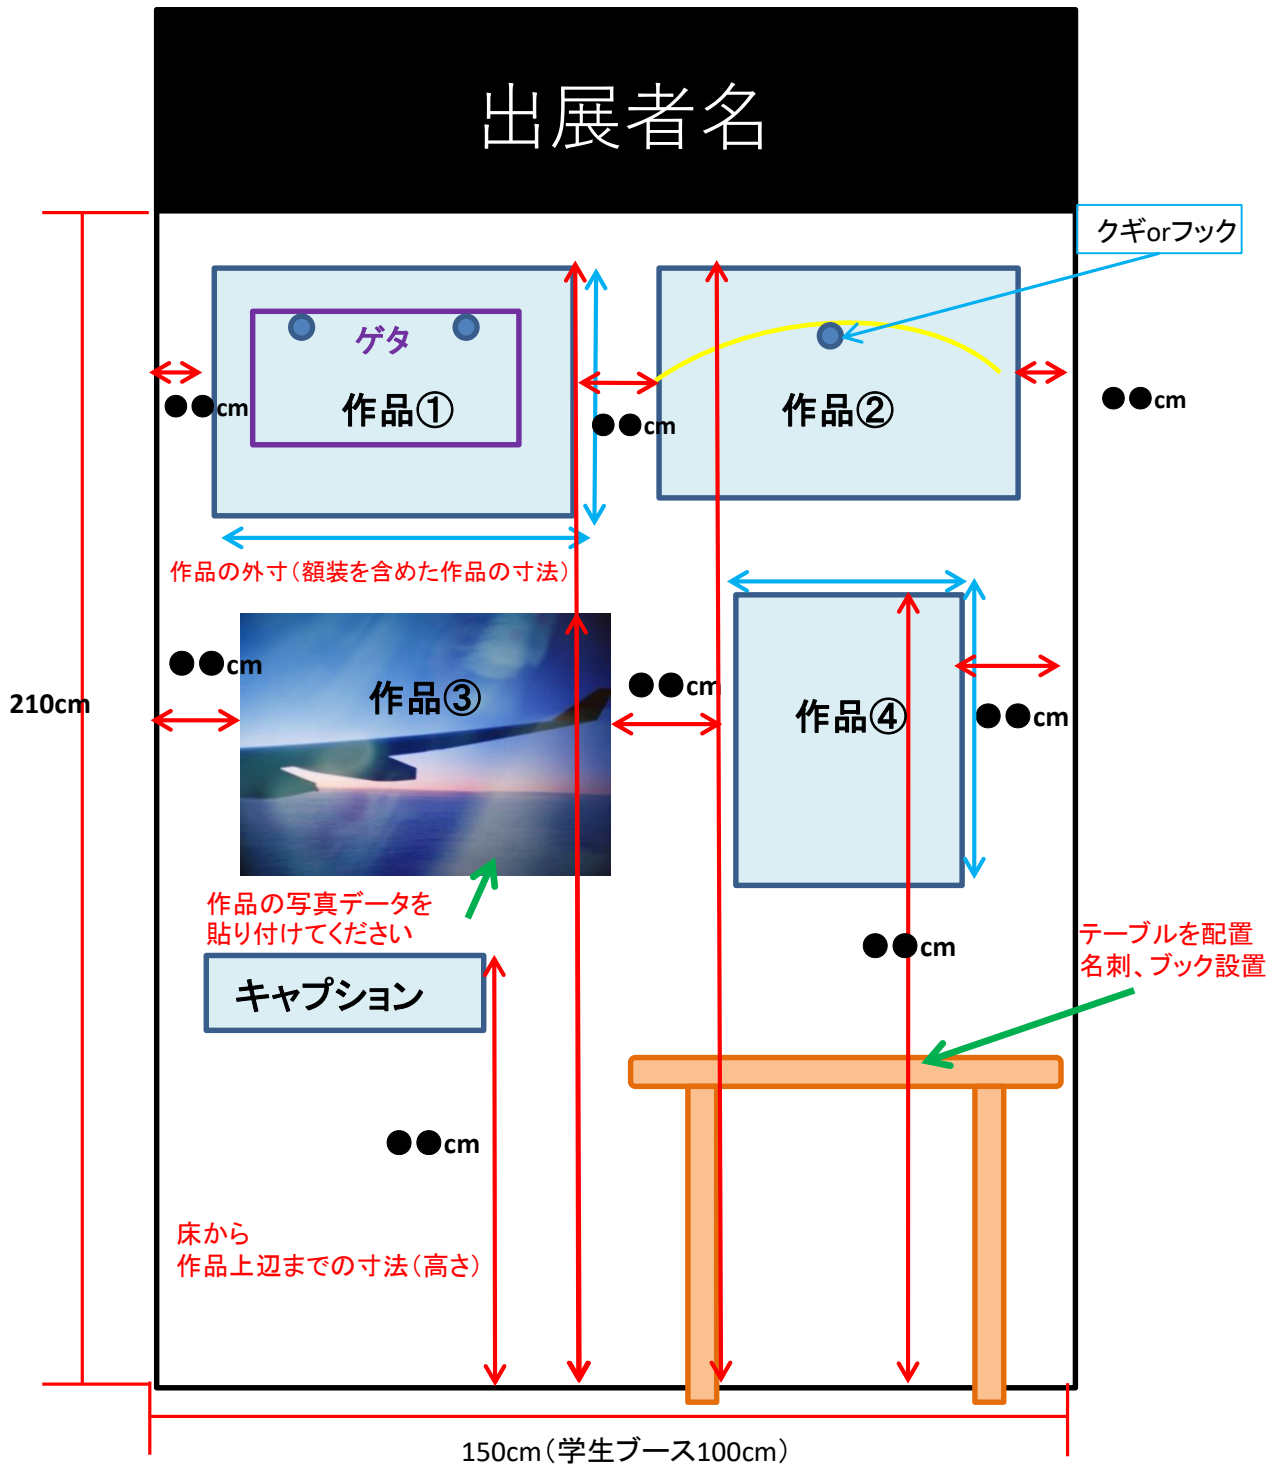 出展者名
クギorフック
ゲタ
作品①
作品②
●●cm
●●cm
●●cm
作品の外寸（額装を含めた作品の寸法）
●●cm
作品③
●●cm
作品④
●●cm
210cm
作品の写真データを
貼り付けてください
キャプション
●●cm
テーブルを配置
名刺、ブック設置
●●cm
床から
作品上辺までの寸法（高さ）
150cm（学生ブース100cm）